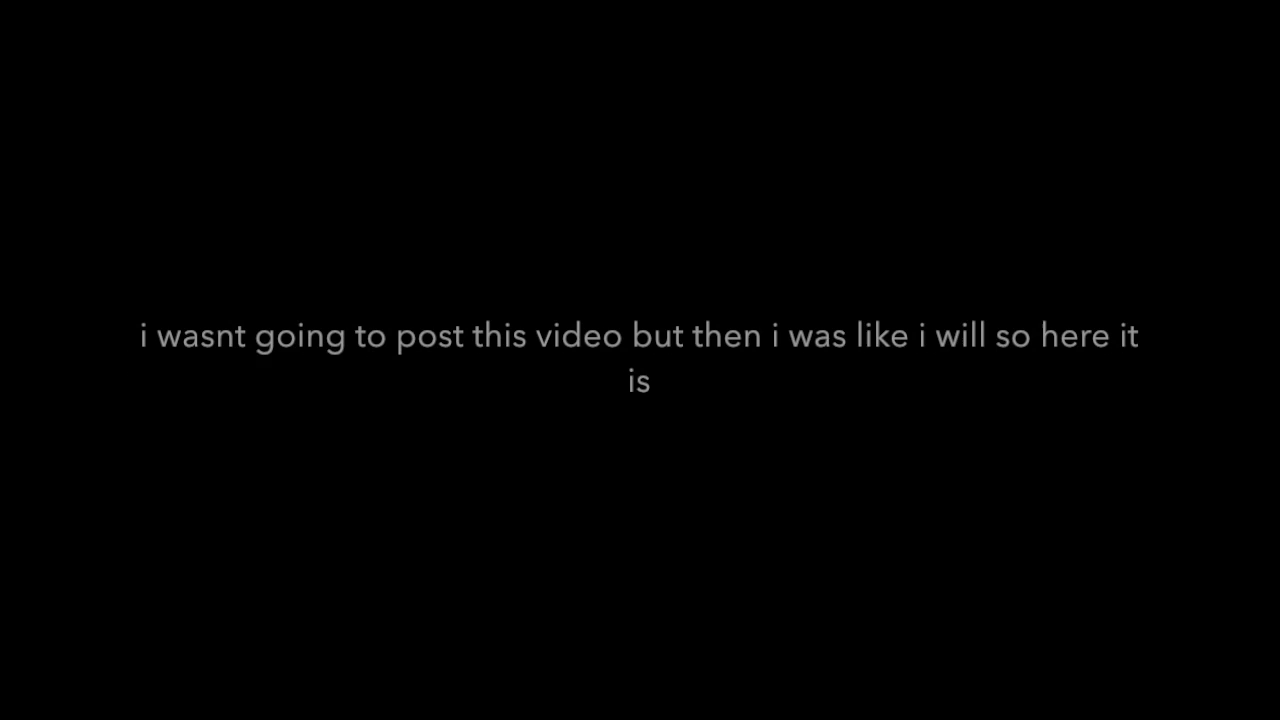 i wasnt going to post this video but then i was like i will so here it
is